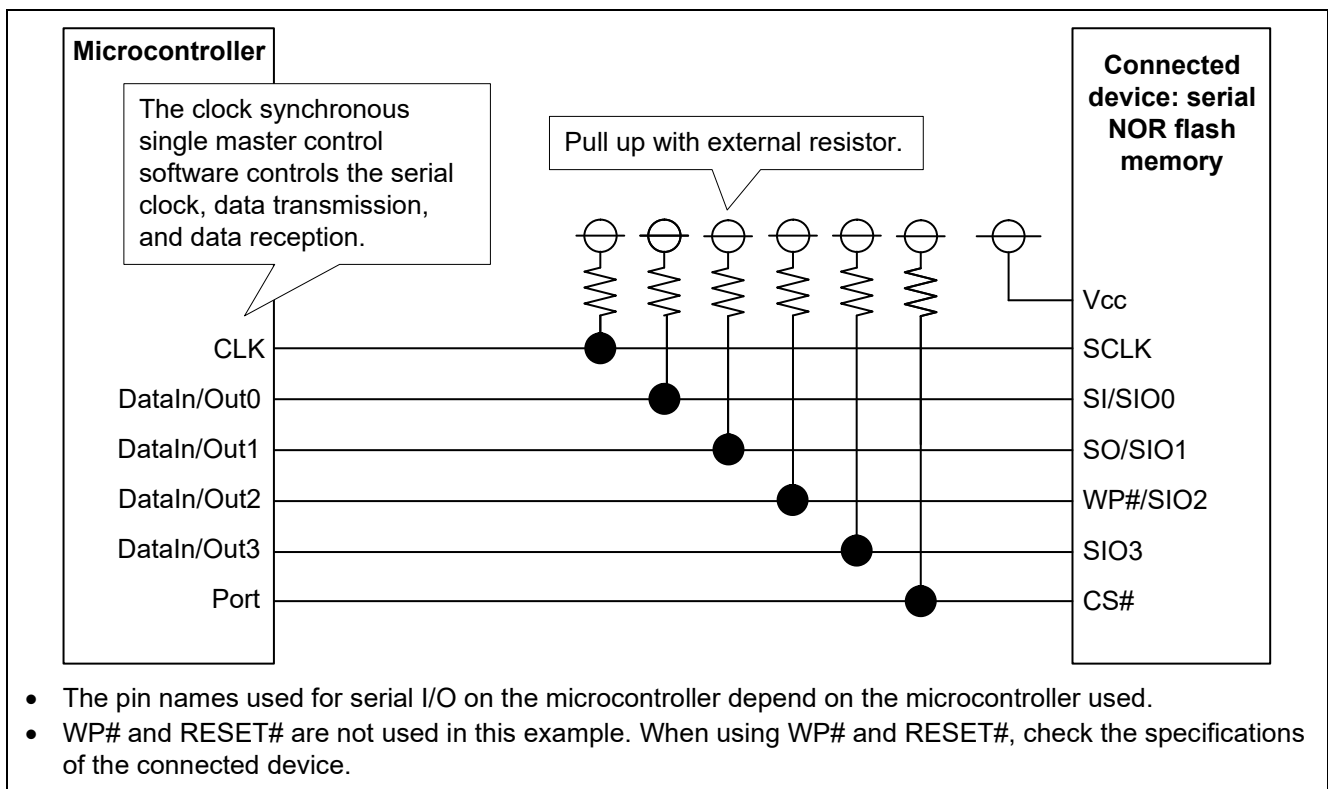 Microcontroller
The clock synchronous
single master control
software controls the serial
clock, data transmission,
and data reception.
Pull up with external resistor.
Connected
device: serial
NOR flash
memory
Vcc
CLK
SCLK
DataIn/Out0
SI/SIO0
DataIn/Out1
SO/SIO1
DataIn/Out2
WP#/SIO2
DataIn/Out3
SIO3
Port
CS#
• The pin names used for serial I/O on the microcontroller depend on the microcontroller used.
• WP# and RESET# are not used in this example. When using WP# and RESET#, check the specifications
of the connected device.